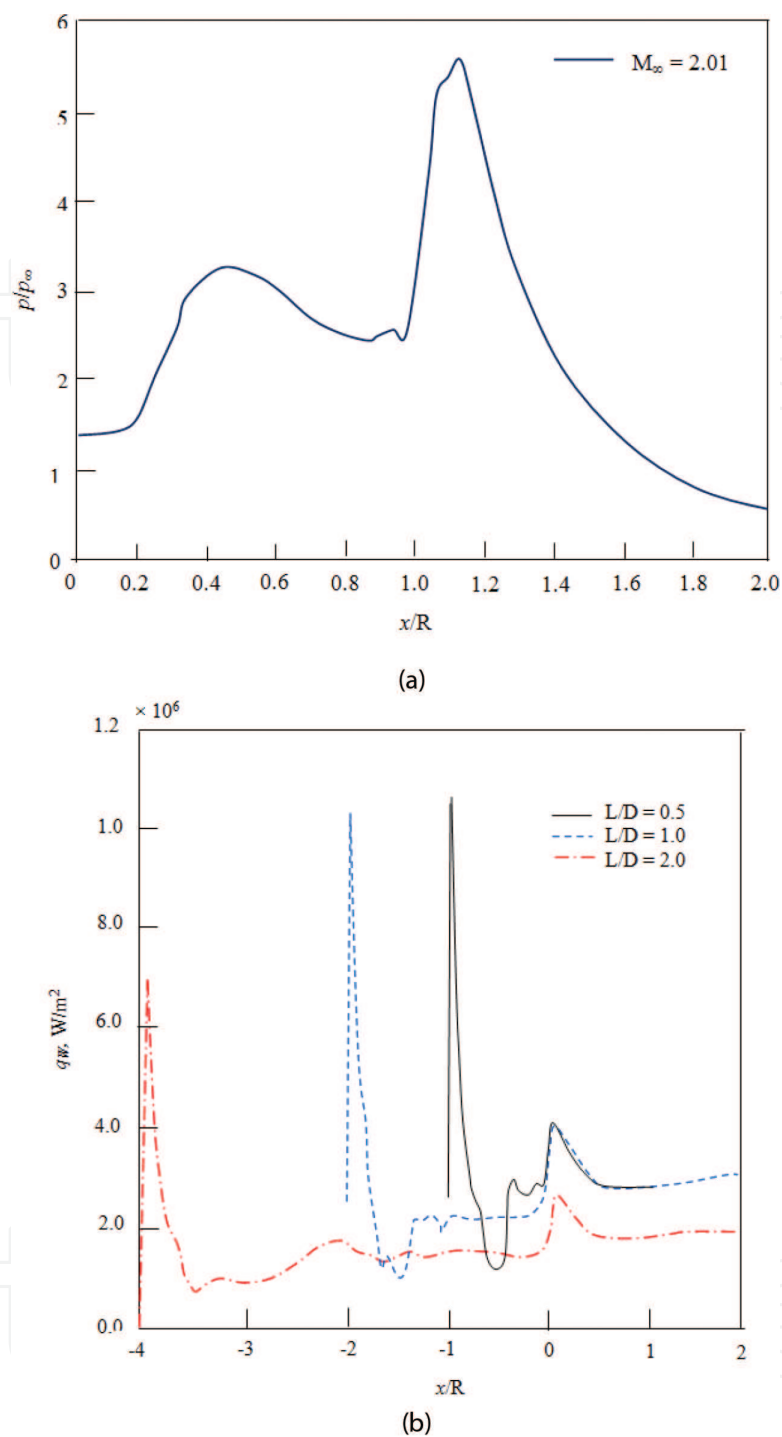 6
5
4
3
2
1
0
p/p∞
M∞ = 2.01
0 0.2 0.4 0.6 0.8 1.0 1.2 1.4 1.6 1.8 2.0
x/R
(a)
× 10⁶
1.2
1.0
8.0
6.0
4.0
2.0
0.0
qw, W/m²
L/D = 0.5
L/D = 1.0
L/D = 2.0
-4 -3 -2 -1 0 1 2
x/R
(b)